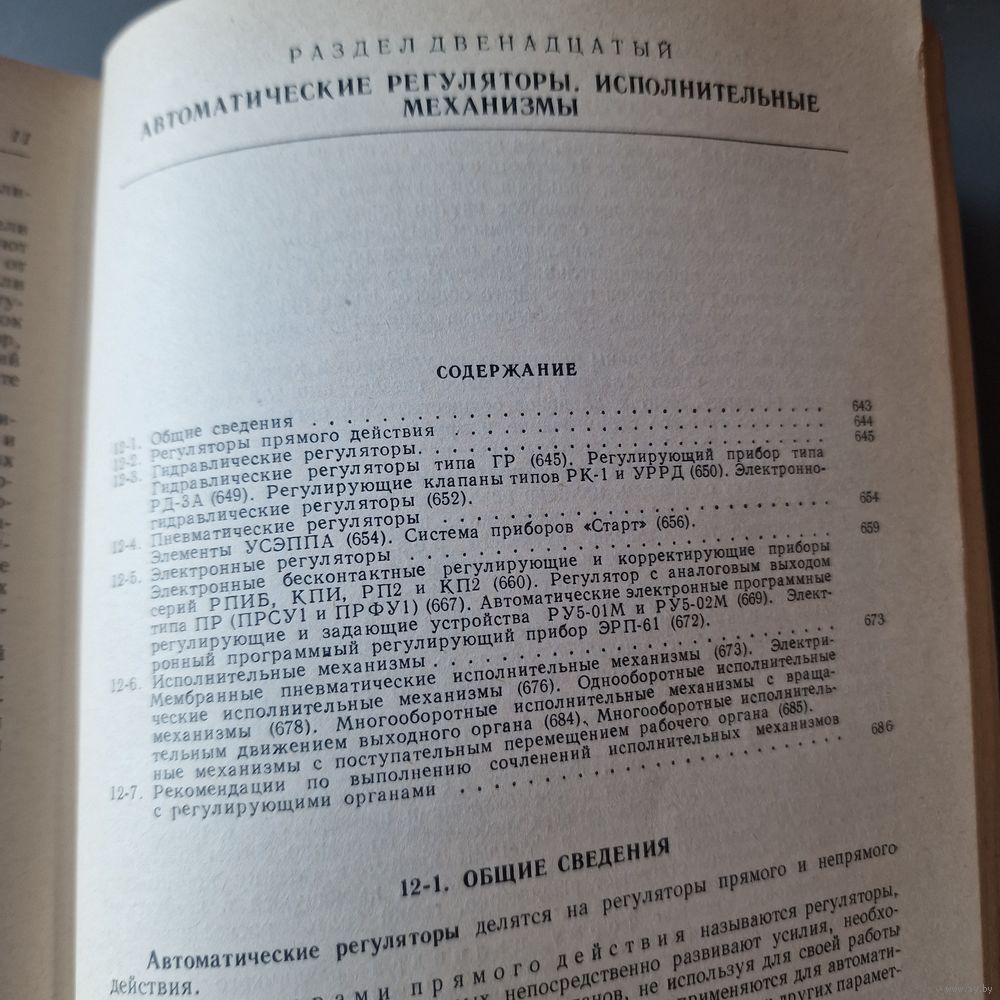 РАЗДЕЛ ДВЕНАДЦАТЫЙ
АВТОМАТИЧЕСКИЕ РЕГУЛЯТОРЫ. ИСПОЛНИТЕЛЬНЫЕ
МЕХАНИЗМЫ
СОДЕРЖАНИЕ
12-1. Общие сведения . . . 643
12-2. Регуляторы прямого действия . . . 644
12-3. Гидравлические регуляторы. . . . 645
Гидравлические регуляторы типа ГР (645). Регулирующий прибор типа
РД-3А (649). Регулирующие клапаны типов РК-1 и УРРД (650). Электронно-
гидравлические регуляторы (652).
12-4. Пневматические регуляторы . . . 654
Элементы УСЭППА (654). Система приборов «Старт» (656).
12-5. Электронные регуляторы . . . 659
Электронные бесконтактные регулирующие и корректирующие приборы
серий РПИБ, КПИ, РП2 и КП2 (660). Регулятор с аналоговым выходом
типа ПР (ПРСУ1 и ПРФУ1) (667). Автоматические электронные программные
регулирующие и задающие устройства РУ5-01М и РУ5-02М (669). Элект-
ронный программный регулирующий прибор ЭРП-61 (672).
12-6. Исполнительные механизмы . . . 673
Мембранные пневматические исполнительные механизмы (673). Электри-
ческие исполнительные механизмы (676). Однооборотные исполнительные
механизмы (678). Многооборотные исполнительные механизмы с враща-
тельным движением выходного органа (684). Многооборотные исполнитель-
ные механизмы с поступательным перемещением рабочего органа (685).
12-7. Рекомендации по выполнению сочленений исполнительных механизмов
с регулирующими органами . . . 686
12-1. ОБЩИЕ СВЕДЕНИЯ
Автоматические регуляторы делятся на регуляторы прямого и непрямого
действия.
прямого действия называются регуляторы,
непосредственно развивают усилия, необхо-
не используя для своей работы
применяются для автомати-
других парамет-